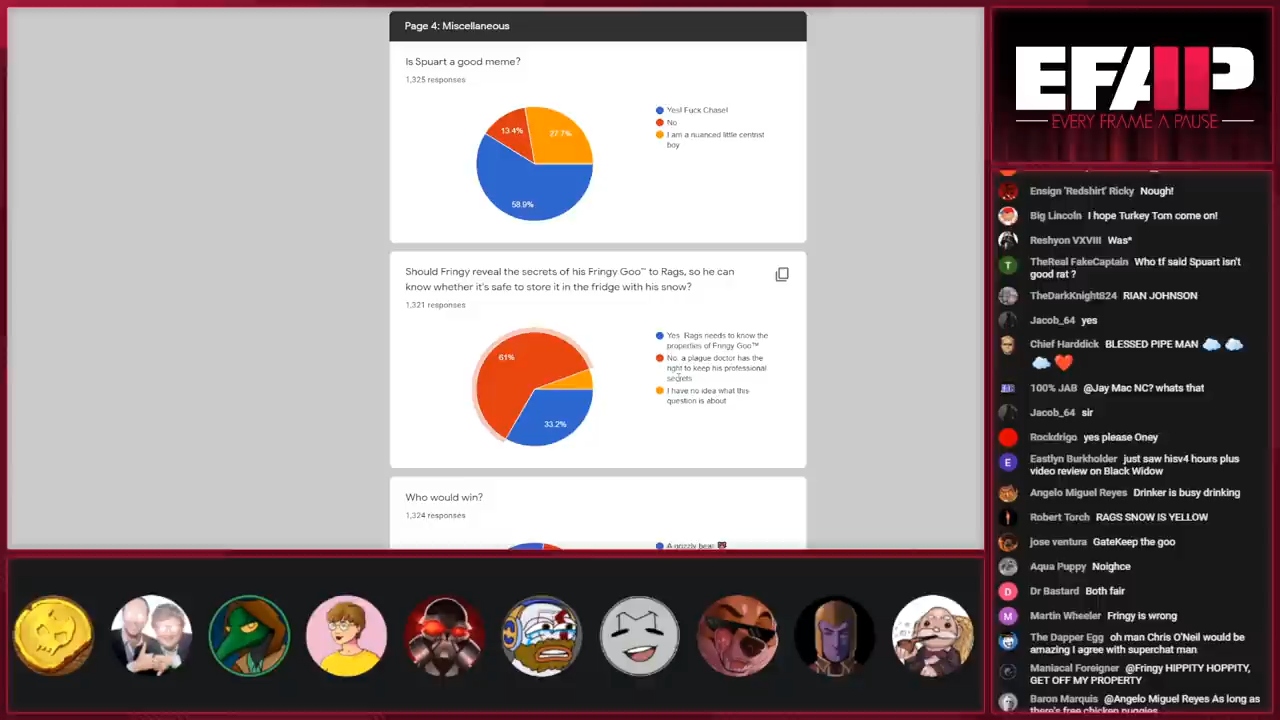 Page 4: Miscellaneous
Is Spuart a good meme?
1,325 responses
Yes! Fuck Chase!
No
I am a nuanced little centrist
boy
13.4%
27.7%
58.9%
Should Fringy reveal the secrets of his Fringy Goo™ to Rags, so he can
know whether it's safe to store it in the fridge with his snow?
1,321 responses
Yes Rags needs to know the
properties of Fringy Goo™
No a plague doctor has the
right to keep his professional
secrets
I have no idea what this
question is about
61%
33.2%
Who would win?
1,324 responses
A grizzly bear
EFAP
EVERY FRAME A PAUSE
Ensign 'Redshirt' Ricky Nough!
Big Lincoln I hope Turkey Tom come on!
Reshyon VXVIII Was*
TheReal FakeCaptain Who tf said Spuart isn't
good rat ?
TheDarkKnight824 RIAN JOHNSON
Jacob_64 yes
Chief Harddick BLESSED PIPE MAN
100% JAB @Jay Mac NC? whats that
Jacob_64 sir
Rockdrigo yes please Oney
Eastlyn Burkholder just saw hisv4 hours plus
video review on Black Widow
Angelo Miguel Reyes Drinker is busy drinking
Robert Torch RAGS SNOW IS YELLOW
jose ventura GateKeep the goo
Aqua Puppy Noighce
Dr Bastard Both fair
Martin Wheeler Fringy is wrong
The Dapper Egg oh man Chris O'Neil would be
amazing I agree with superchat man
Maniacal Foreigner @Fringy HIPPITY HOPPITY,
GET OFF MY PROPERTY
Baron Marquis @Angelo Miguel Reyes As long as
there's free chicken nuggies